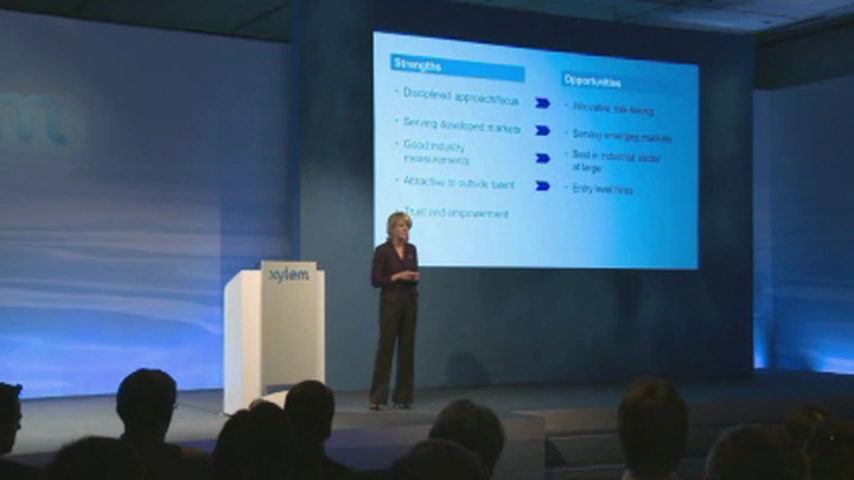 Strengths
Disciplined approach/focus
Serving developed markets
Good industry
measurements
Attractive to outside talent
Trust and empowerment
Opportunities
Innovative risk-taking
Serving emerging markets
Best in industrial sector
at large
Entry level hires
xylem
em